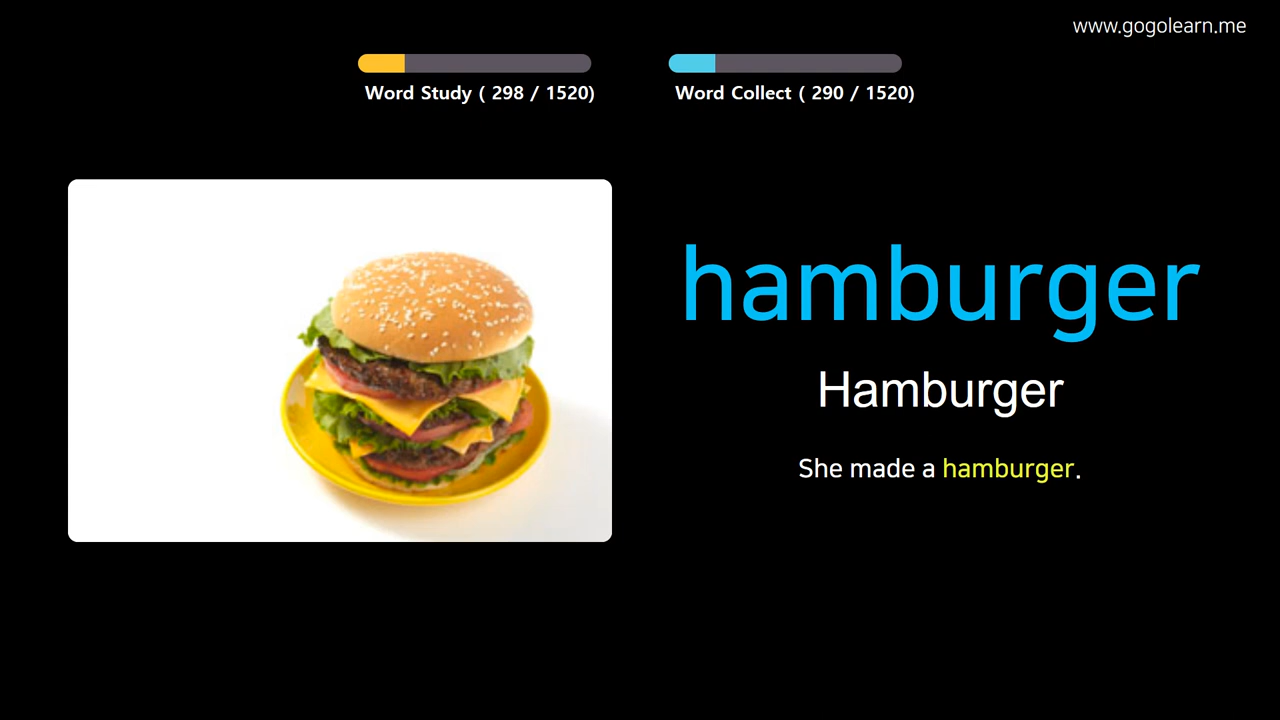 www.gogolearn.me
Word Study ( 298 / 1520)
Word Collect ( 290 / 1520)
hamburger
Hamburger
She made a hamburger.